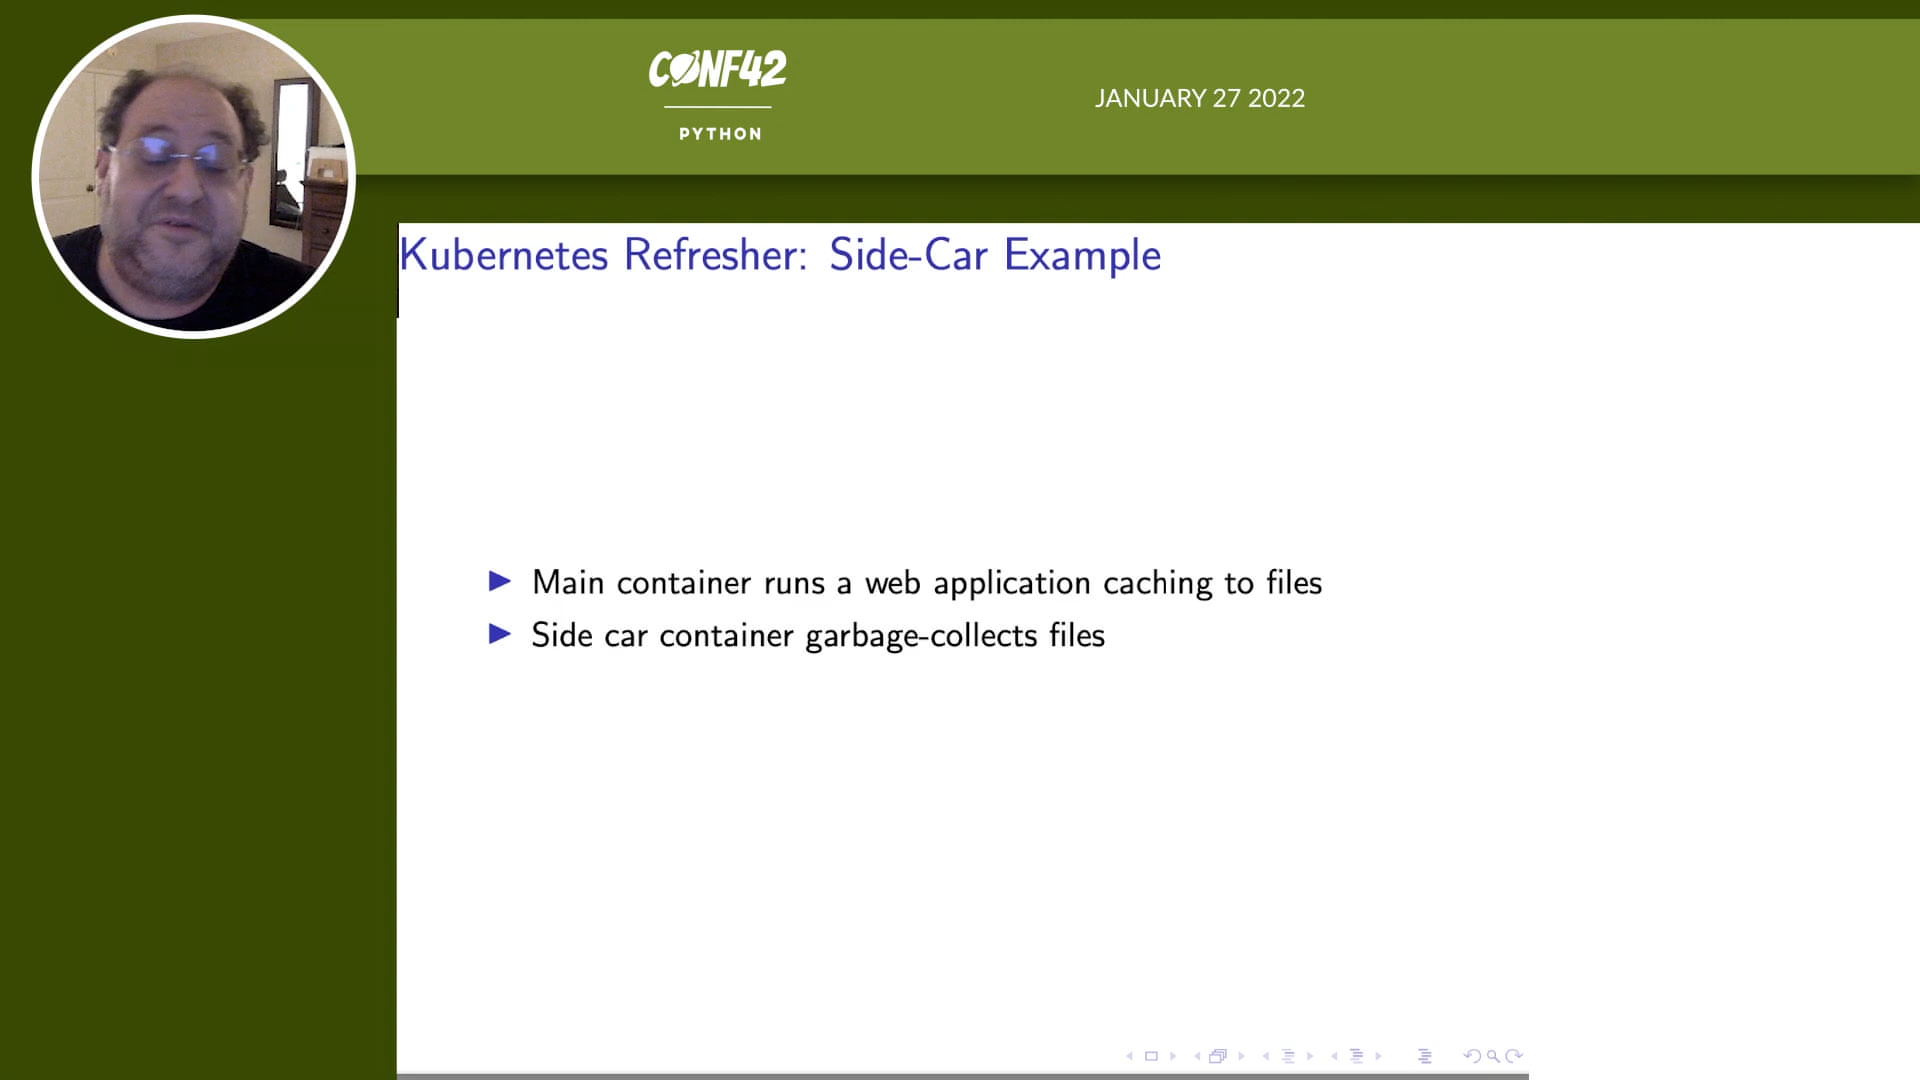 CONF42
PYTHON
JANUARY 27 2022
Kubernetes Refresher: Side-Car Example
Main container runs a web application caching to files
Side car container garbage-collects files